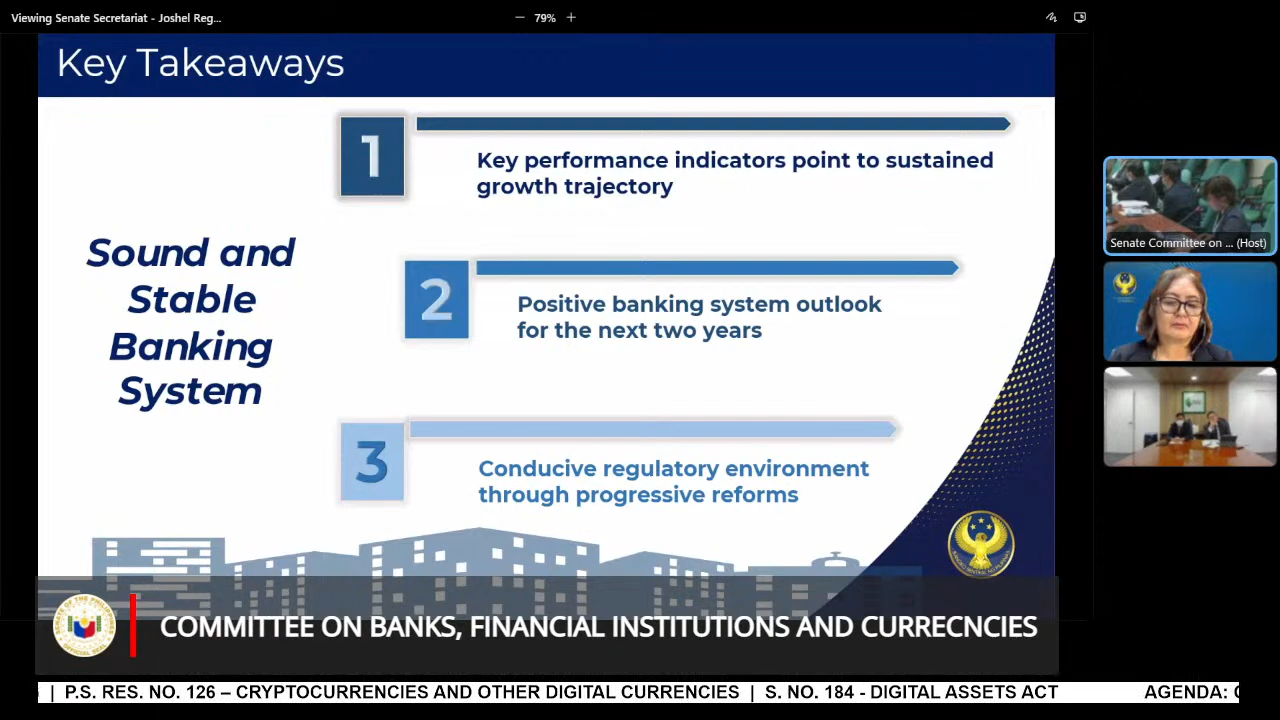 Viewing Senate Secretariat - Joshel Reg...
79%
Key Takeaways
1
Key performance indicators point to sustained
growth trajectory
Sound and
Stable
Banking
System
2
Positive banking system outlook
for the next two years
3
Conducive regulatory environment
through progressive reforms
Senate Committee on ... (Host)
COMMITTEE ON BANKS, FINANCIAL INSTITUTIONS AND CURRECNCIES
| P.S. RES. NO. 126 – CRYPTOCURRENCIES AND OTHER DIGITAL CURRENCIES | S. NO. 184 - DIGITAL ASSETS ACT AGENDA: